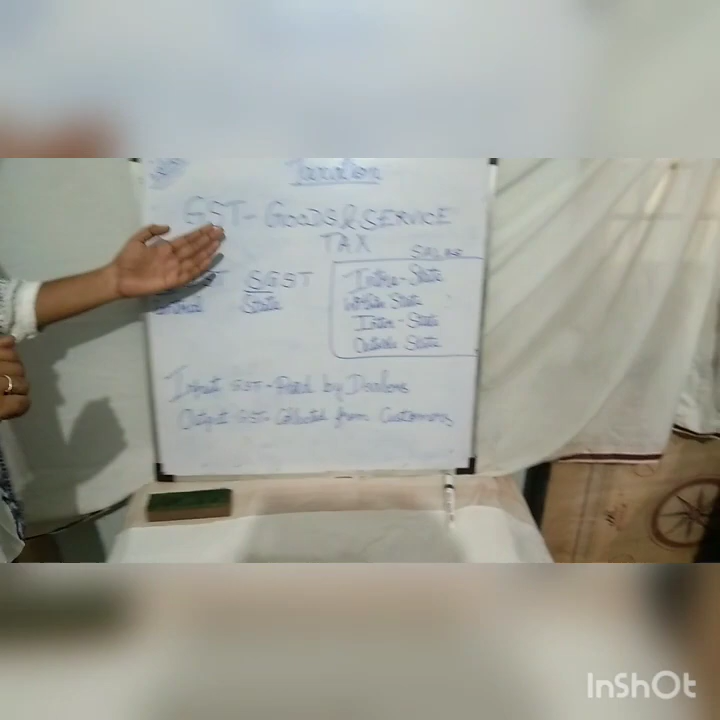 Taxation
GST - GOODS & SERVICE
TAX
SALES
SGST
State
Intra-State
Within State
Inter-State
Outside State
Input GST - Paid by Dealers
Output GST - Collected from Customers
InShOt